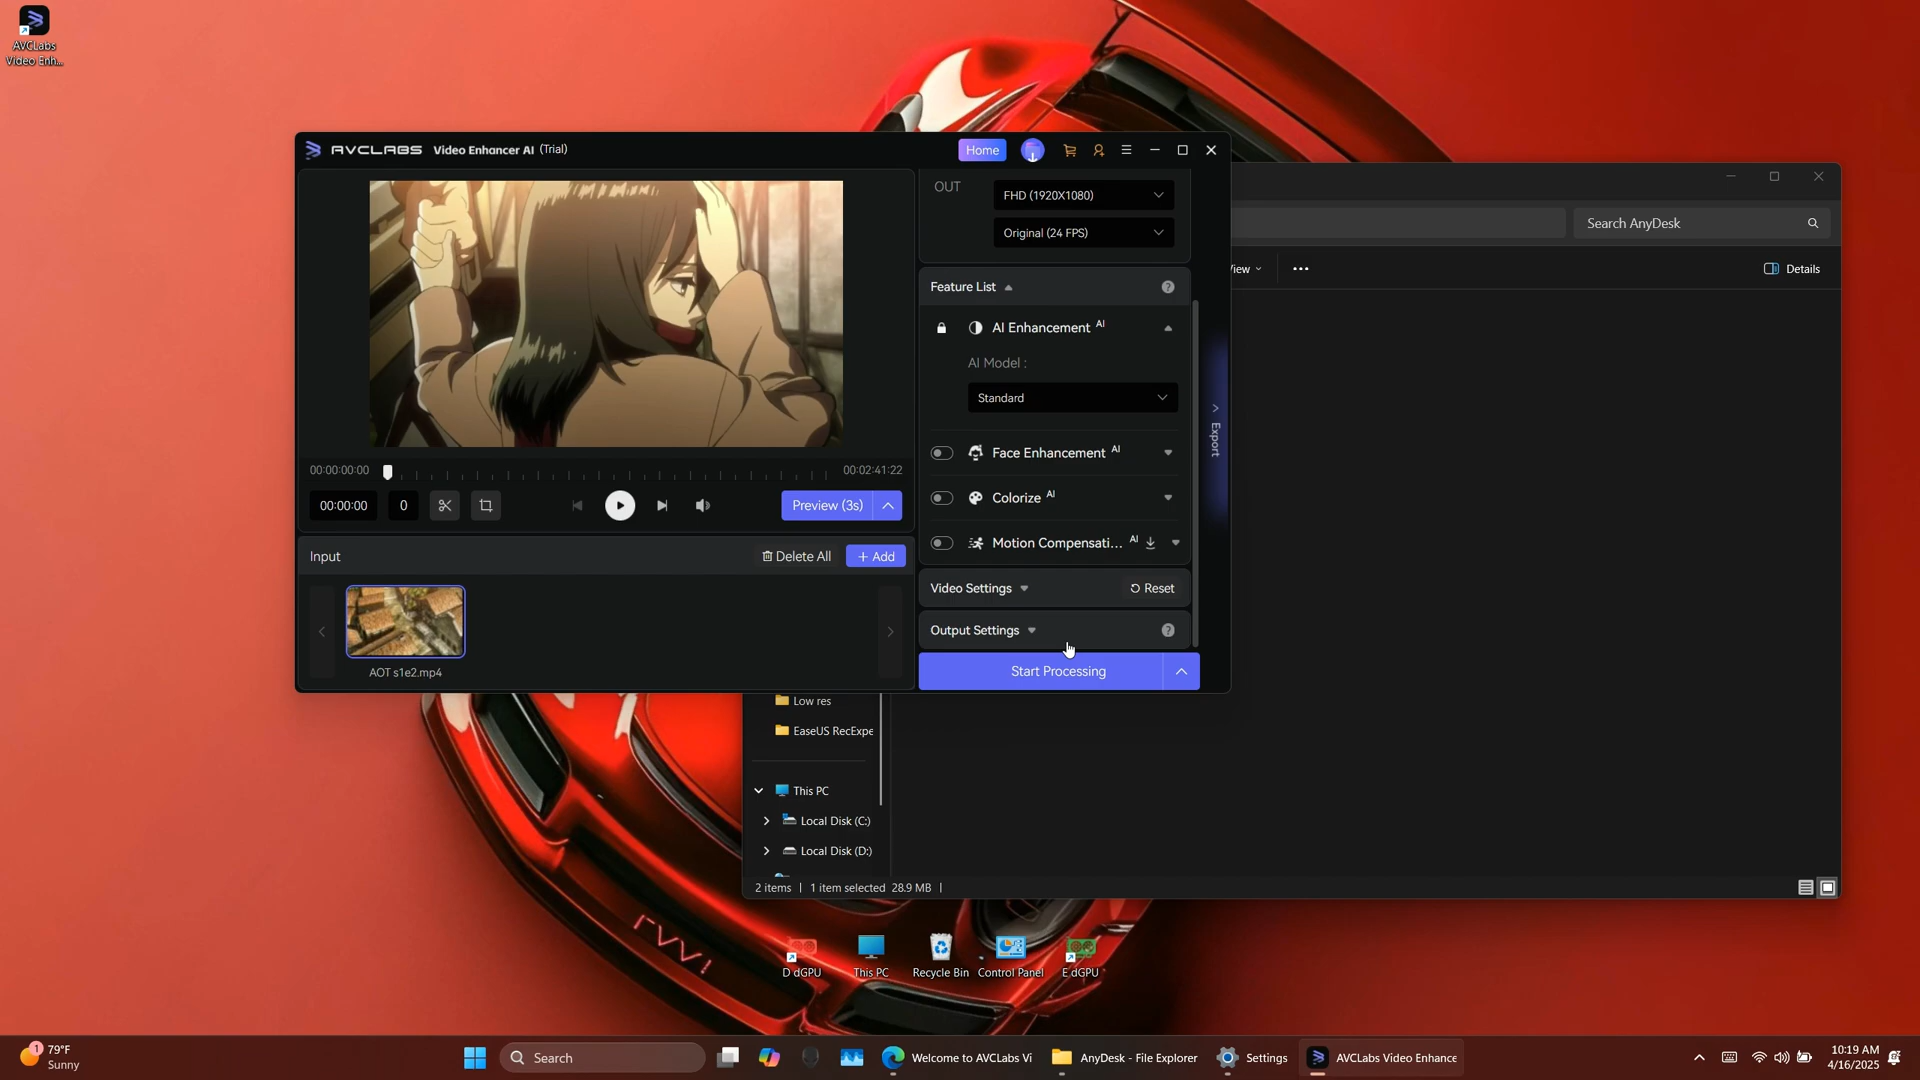 AVCLabs
Video Enh...
AVCLABS Video Enhancer AI (Trial)
Home
OUT
FHD (1920X1080)
Original (24 FPS)
Feature List
AI Enhancement AI
AI Model :
Standard
Face Enhancement AI
Colorize AI
Motion Compensati... AI
Video Settings
Reset
Output Settings
Start Processing
Export
00:00:00:00
00:02:41:22
00:00:00
0
Preview (3s)
Input
Delete All
+ Add
AOT s1e2.mp4
Search AnyDesk
View
Details
Low res
EaseUS RecExpe
This PC
Local Disk (C:)
Local Disk (D:)
2 items | 1 item selected 28.9 MB |
D dGPU
This PC
Recycle Bin
Control Panel
E dGPU
1
79°F
Sunny
Search
Welcome to AVCLabs Vi
AnyDesk - File Explorer
Settings
AVCLabs Video Enhance
10:19 AM
4/16/2025